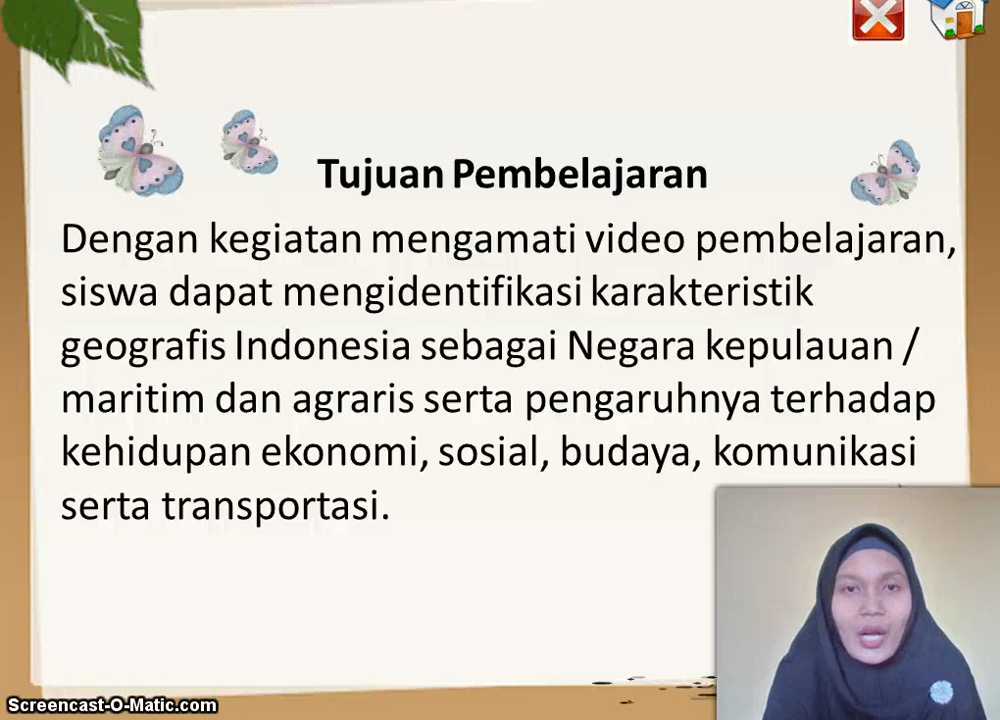 Tujuan Pembelajaran
Dengan kegiatan mengamati video pembelajaran,
siswa dapat mengidentifikasi karakteristik
geografis Indonesia sebagai Negara kepulauan /
maritim dan agraris serta pengaruhnya terhadap
kehidupan ekonomi, sosial, budaya, komunikasi
serta transportasi.
Screencast-O-Matic.com